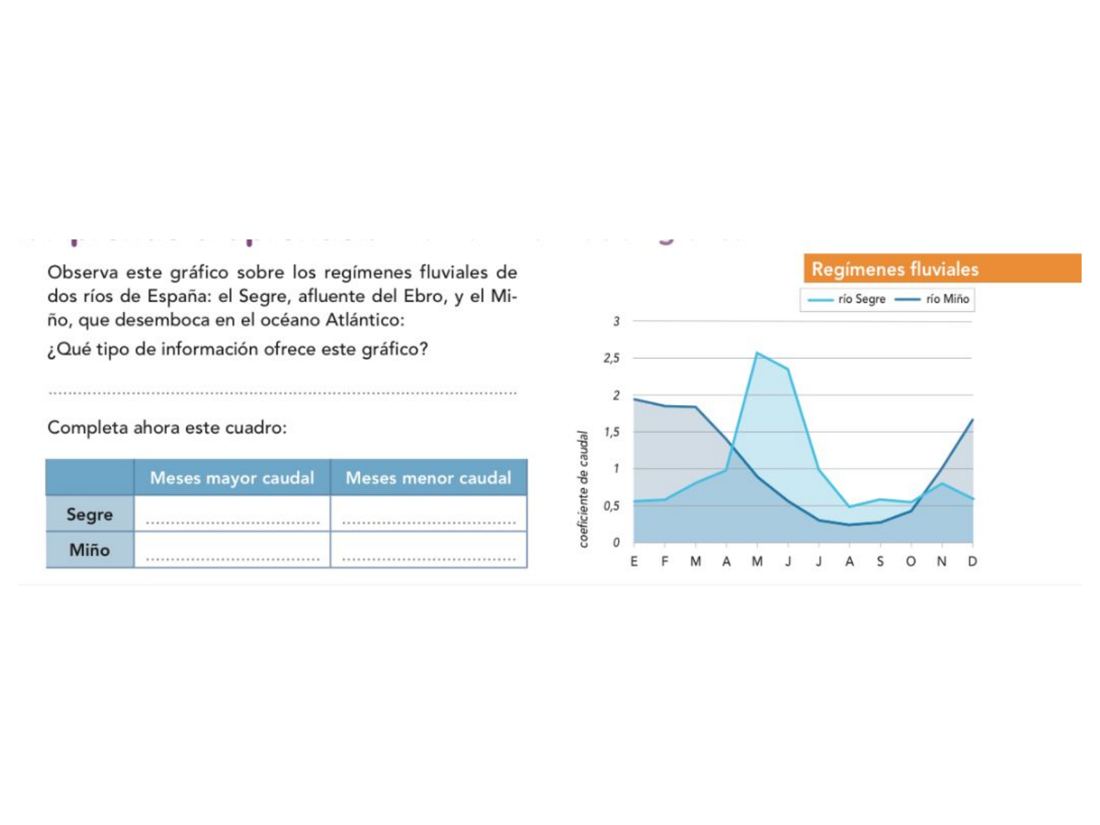 Observa este gráfico sobre los regímenes fluviales de
dos ríos de España: el Segre, afluente del Ebro, y el Mi-
ño, que desemboca en el océano Atlántico:
¿Qué tipo de información ofrece este gráfico?
Completa ahora este cuadro:
Meses mayor caudal Meses menor caudal
Segre
Miño
Regímenes fluviales
río Segre río Miño
coeficiente de caudal
3
2,5
2
1,5
1
0,5
0
E F M A M J J A S O N D